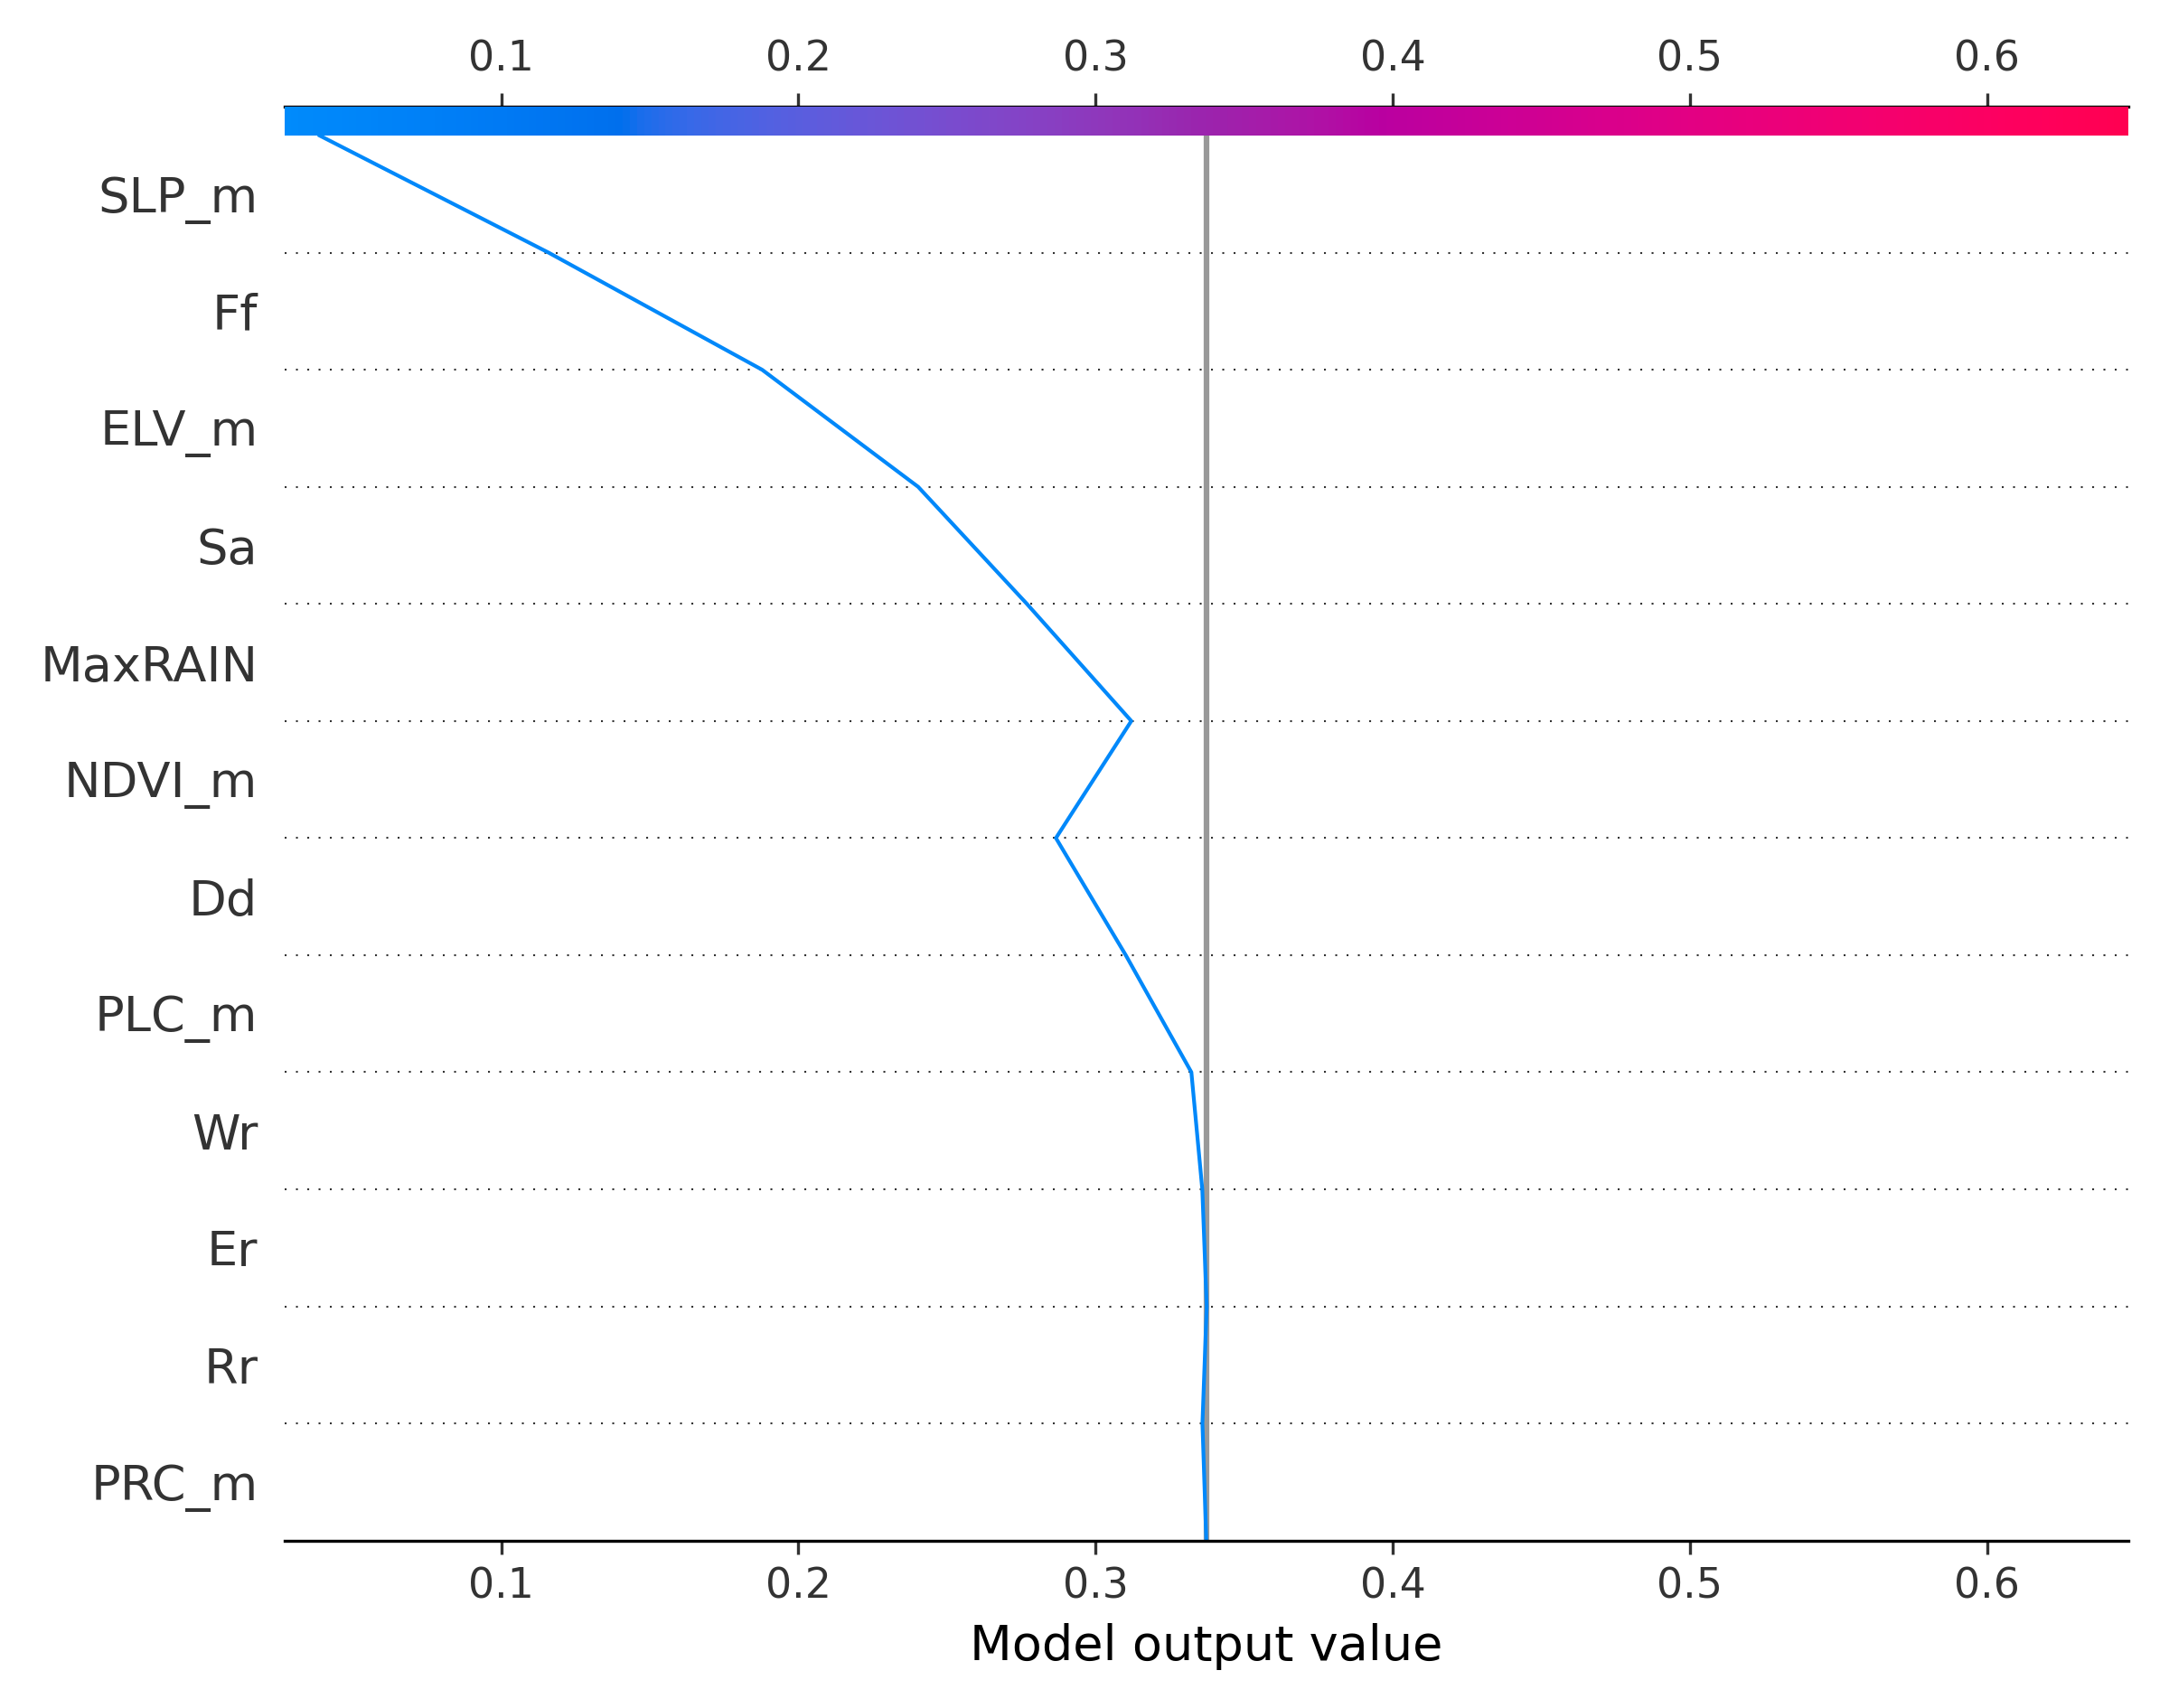 0.1 0.2 0.3 0.4 0.5 0.6
SLP_m
Ff
ELV_m
Sa
MaxRAIN
NDVI_m
Dd
PLC_m
Wr
Er
Rr
PRC_m
0.1 0.2 0.3 0.4 0.5 0.6
Model output value